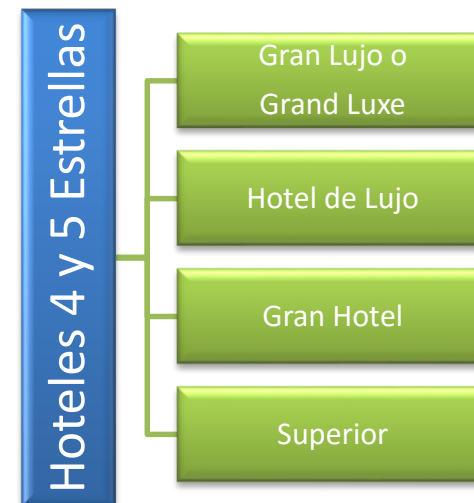 Hoteles 4 y 5 Estrellas
Gran Lujo o
Grand Luxe
Hotel de Lujo
Gran Hotel
Superior